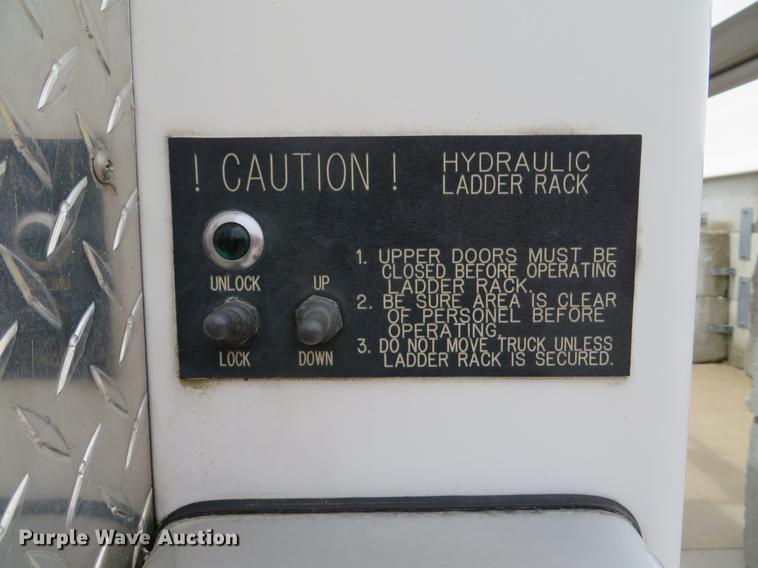 ! CAUTION !
HYDRAULIC
LADDER RACK
UNLOCK
LOCK
UP
DOWN
1. UPPER DOORS MUST BE
CLOSED BEFORE OPERATING
LADDER RACK.
2. BE SURE AREA IS CLEAR
OF PERSONEL BEFORE
OPERATING.
3. DO NOT MOVE TRUCK UNLESS
LADDER RACK IS SECURED.
Purple Wave Auction